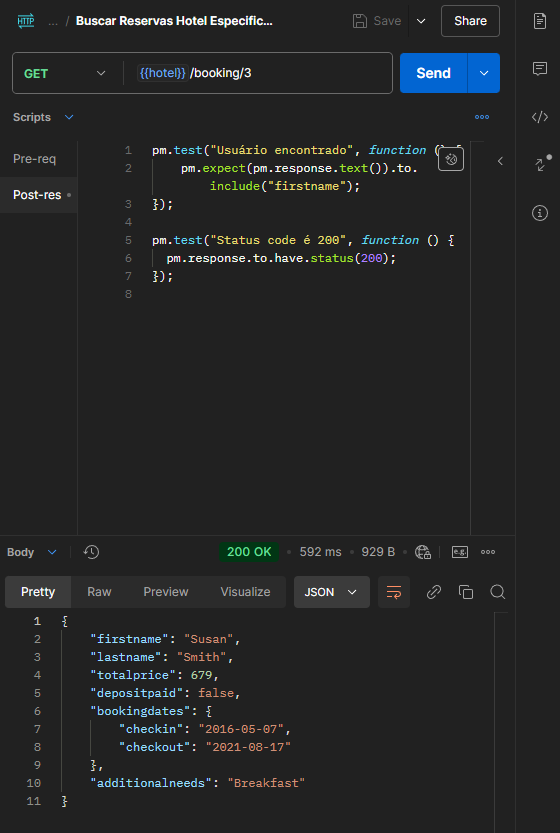 HTTP ... / Buscar Reservas Hotel Especific... Save Share
GET {{hotel}}/booking/3 Send
Scripts
Pre-req
Post-res
1 pm.test("Usuário encontrado", function () {
2 pm.expect(pm.response.text()).to.
include("firstname");
3 });
4
5 pm.test("Status code é 200", function () {
6 pm.response.to.have.status(200);
7 });
8
Body 200 OK 592 ms 929 B e.g.
Pretty Raw Preview Visualize JSON
1 {
2 "firstname": "Susan",
3 "lastname": "Smith",
4 "totalprice": 679,
5 "depositpaid": false,
6 "bookingdates": {
7 "checkin": "2016-05-07",
8 "checkout": "2021-08-17"
9 },
10 "additionalneeds": "Breakfast"
11 }